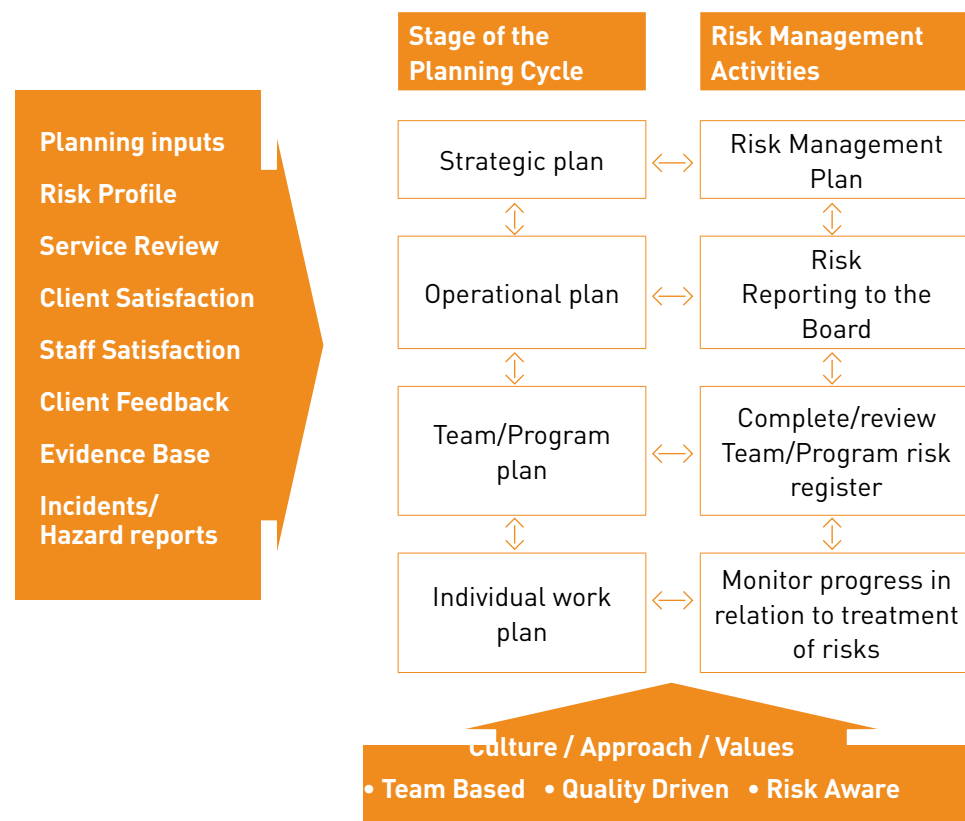 Stage of the
Planning Cycle
Risk Management
Activities
Planning inputs
Risk Profile
Service Review
Client Satisfaction
Staff Satisfaction
Client Feedback
Evidence Base
Incidents/
Hazard reports
Strategic plan
Risk Management
Plan
Operational plan
Risk
Reporting to the
Board
Team/Program
plan
Complete/review
Team/Program risk
register
Individual work
plan
Monitor progress in
relation to treatment
of risks
Culture / Approach / Values
• Team Based • Quality Driven • Risk Aware